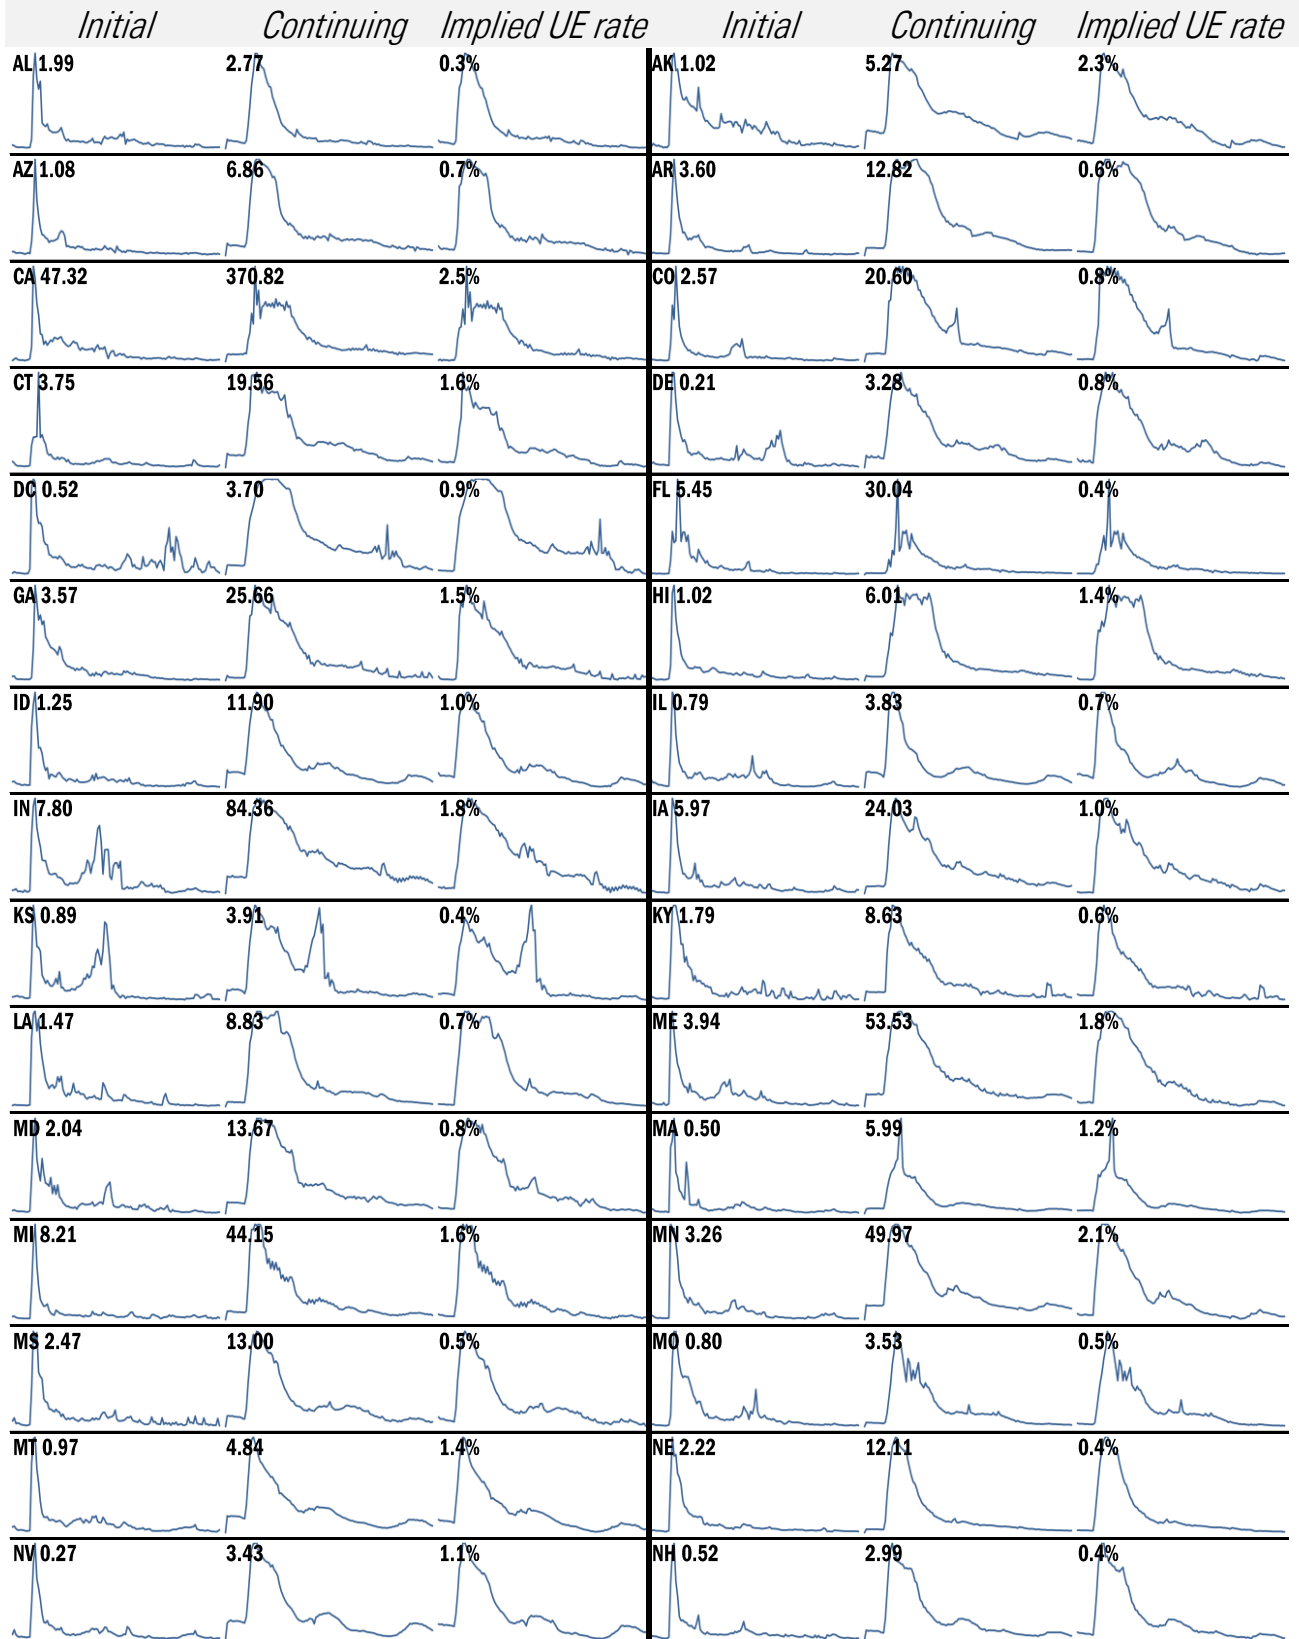 Initial Continuing Implied UE rate Initial Continuing Implied UE rate
AL 1.99 2.77 0.3% AK 1.02 5.27 2.3%
AZ 1.08 6.86 0.7% AR 3.60 12.82 0.6%
CA 47.32 370.82 2.5% CO 2.57 20.60 0.8%
CT 3.75 19.56 1.6% DE 0.21 3.28 0.8%
DC 0.52 3.70 0.9% FL 5.45 30.04 0.4%
GA 3.57 25.66 1.5% HI 1.02 6.01 1.4%
ID 1.25 11.90 1.0% IL 0.79 3.83 0.7%
IN 7.80 84.36 1.8% IA 5.97 24.03 1.0%
KS 0.89 3.91 0.4% KY 1.79 8.63 0.6%
LA 1.47 8.83 0.7% ME 3.94 53.53 1.8%
MD 2.04 13.67 0.8% MA 0.50 5.99 1.2%
MI 8.21 44.15 1.6% MN 3.26 49.97 2.1%
MS 2.47 13.00 0.5% MO 0.80 3.53 0.5%
MT 0.97 4.84 1.4% NE 2.22 12.11 0.4%
NV 0.27 3.43 1.1% NH 0.52 2.99 0.4%